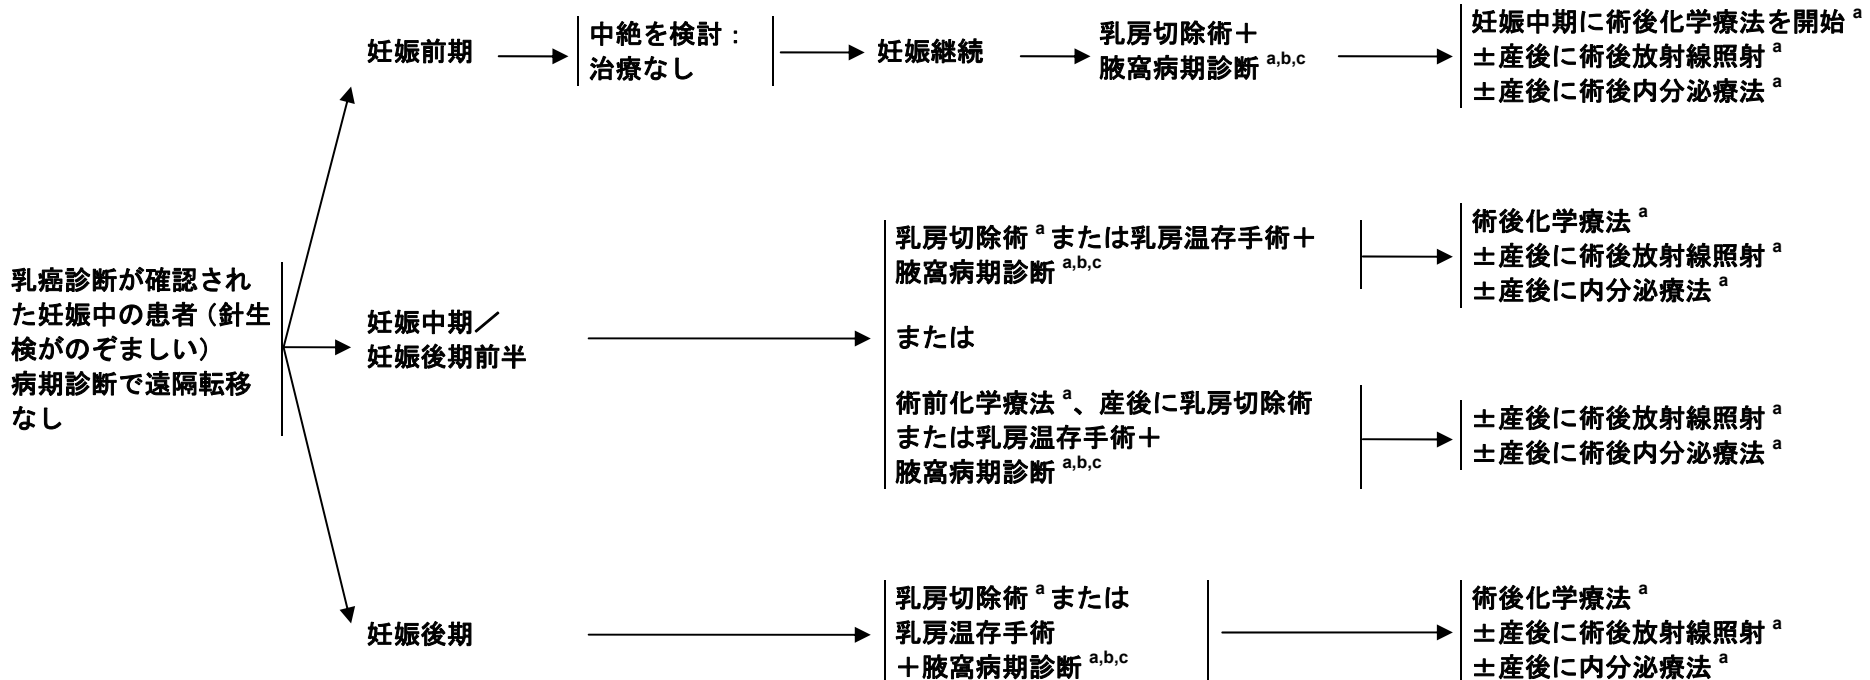 妊娠前期
中絶を検討：
治療なし
妊娠継続
乳房切除術＋
腋窩病期診断 a,b,c
妊娠中期に術後化学療法を開始 a
±産後に術後放射線照射 a
±産後に術後内分泌療法 a
乳癌診断が確認され
た妊娠中の患者（針生
検がのぞましい）
病期診断で遠隔転移
なし
妊娠中期／
妊娠後期前半
乳房切除術 a または乳房温存手術＋
腋窩病期診断 a,b,c
術後化学療法 a
±産後に術後放射線照射 a
±産後に内分泌療法 a
または
術前化学療法 a、産後に乳房切除術
または乳房温存手術＋
腋窩病期診断 a,b,c
±産後に術後放射線照射 a
±産後に術後内分泌療法 a
妊娠後期
乳房切除術 a または
乳房温存手術
＋腋窩病期診断 a,b,c
術後化学療法 a
±産後に術後放射線照射 a
±産後に内分泌療法 a